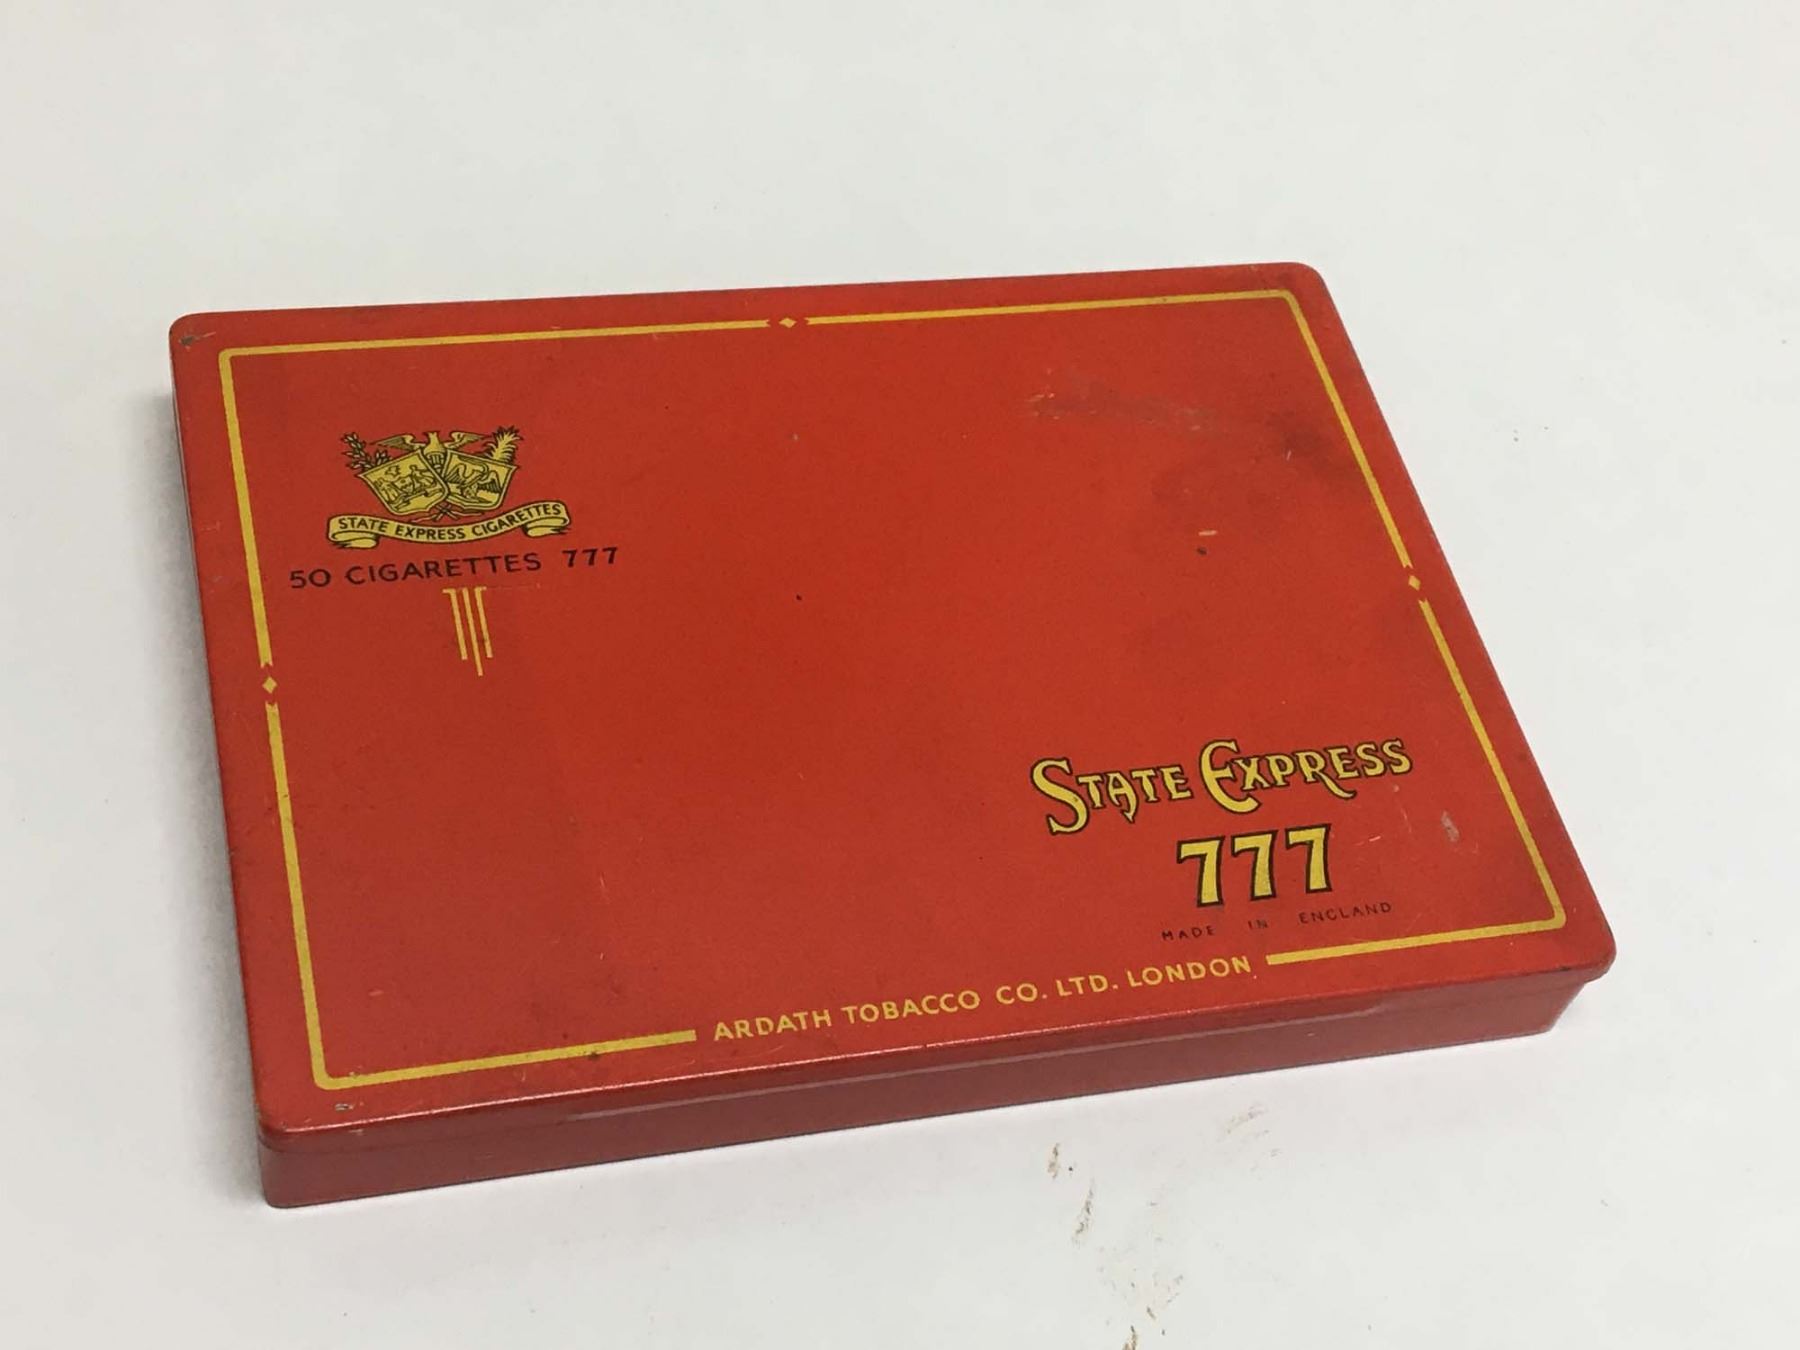 STATE EXPRESS CIGARETTES
50 CIGARETTES 777
STATE EXPRESS
777
MADE IN ENGLAND
ARDATH TOBACCO CO. LTD. LONDON.